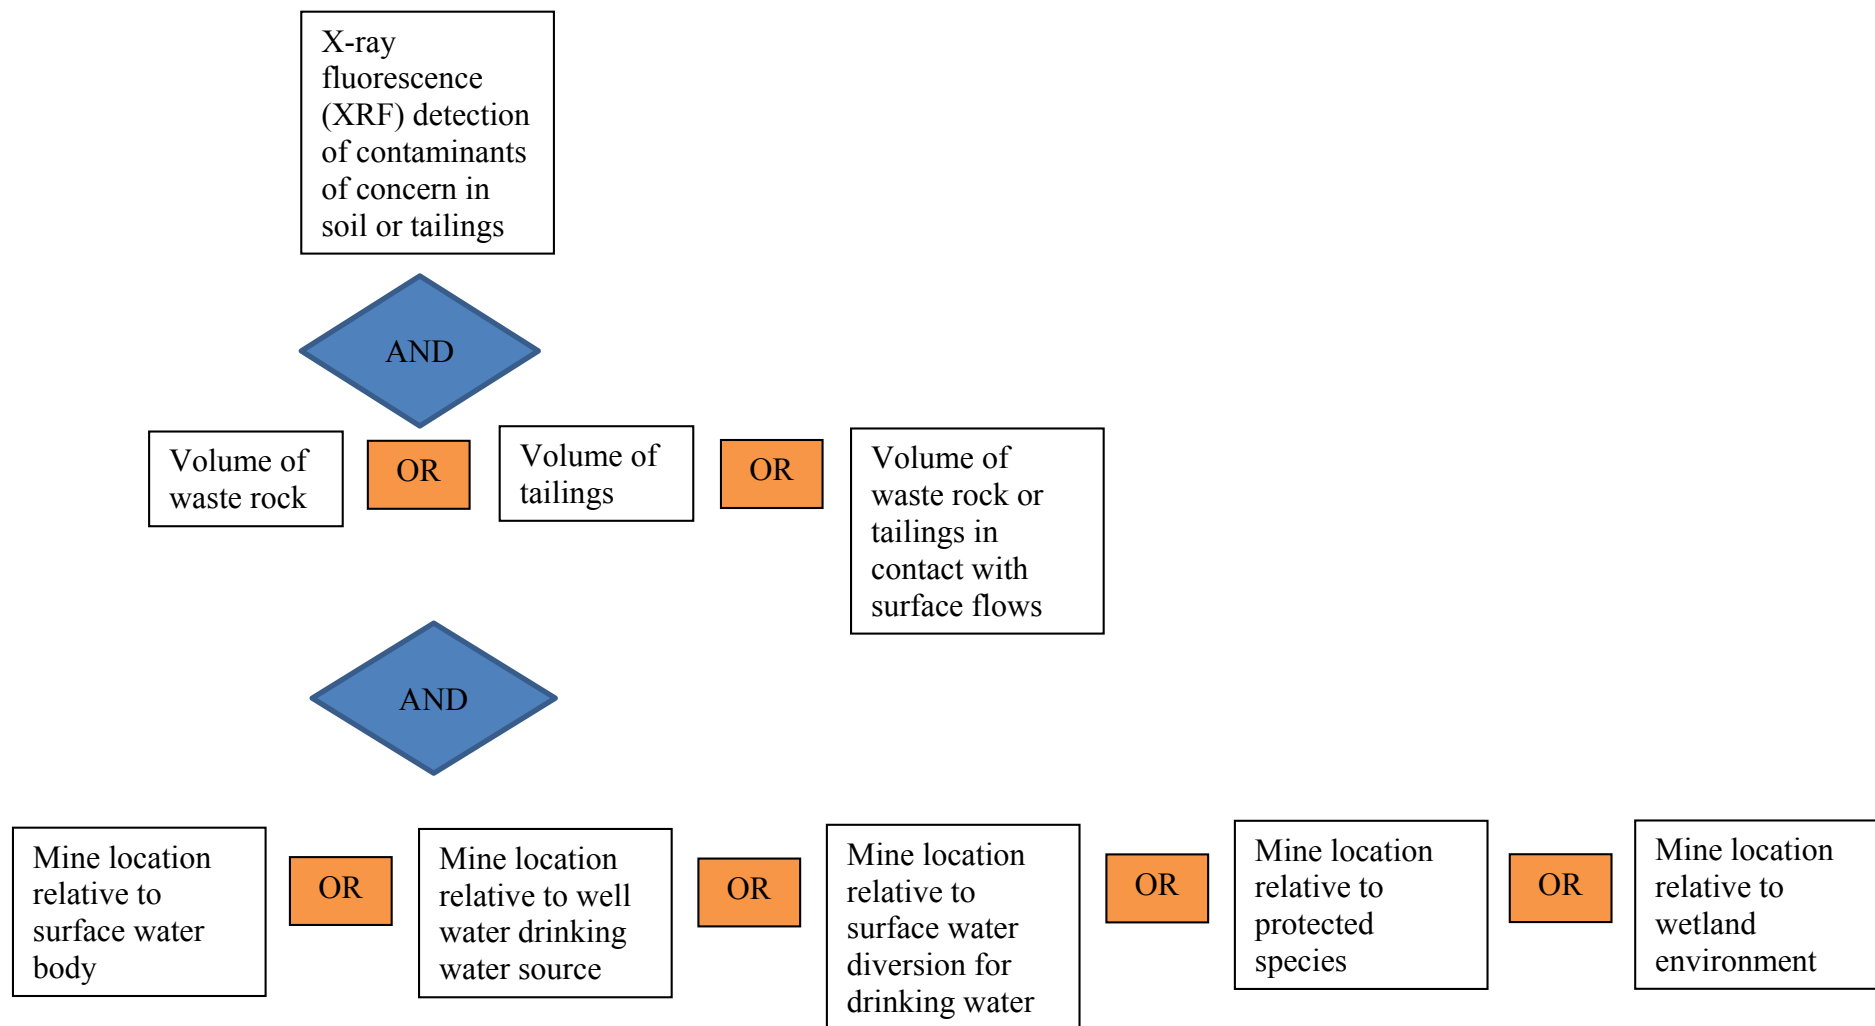 X-ray
fluorescence
(XRF) detection
of contaminants
of concern in
soil or tailings
AND
Volume of
waste rock
OR
Volume of
tailings
OR
Volume of
waste rock or
tailings in
contact with
surface flows
AND
Mine location
relative to
surface water
body
OR
Mine location
relative to well
water drinking
water source
OR
Mine location
relative to
surface water
diversion for
drinking water
OR
Mine location
relative to
protected
species
OR
Mine location
relative to
wetland
environment